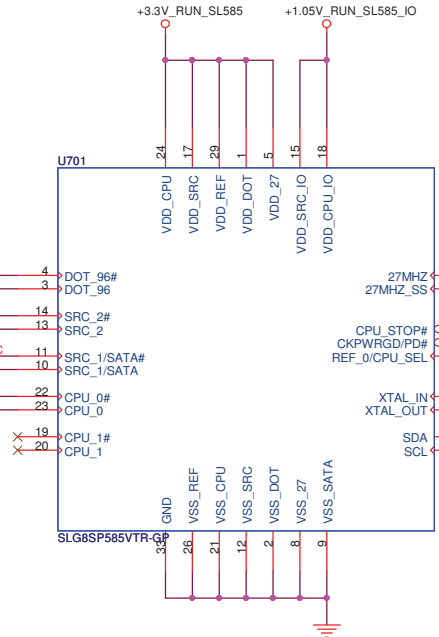 +3.3V_RUN_SL585
+1.05V_RUN_SL585_IO
U701
24
17
29
1
5
15
18
VDD_CPU
VDD_SRC
VDD_REF
VDD_DOT
VDD_27
VDD_SRC_IO
VDD_CPU_IO
4 DOT_96#
3 DOT_96
14 SRC_2#
13 SRC_2
11 SRC_1/SATA#
10 SRC_1/SATA
22 CPU_0#
23 CPU_0
19 CPU_1#
20 CPU_1
27MHZ
27MHZ_SS
CPU_STOP#
CKPWRGD/PD#
REF_0/CPU_SEL
XTAL_IN
XTAL_OUT
SDA
SCL
GND
VSS_REF
VSS_CPU
VSS_SRC
VSS_DOT
VSS_27
VSS_SATA
SLG8SP585VTR-GP
33
26
21
12
2
8
9